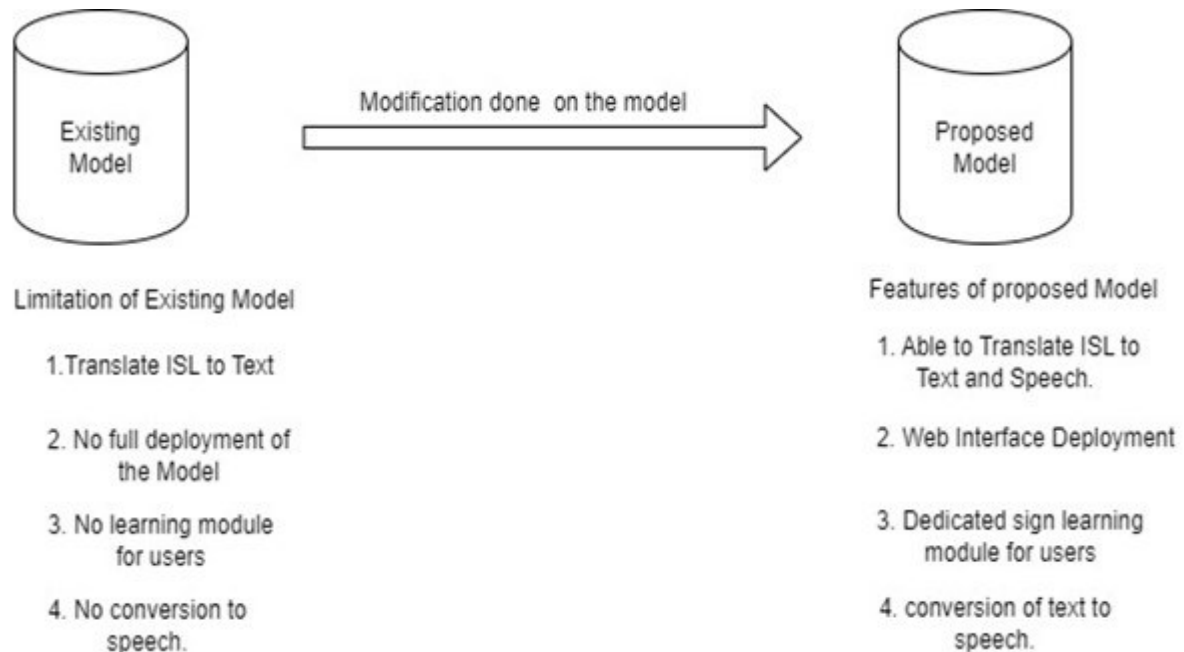 Existing
Model
Modification done on the model
Proposed
Model
Limitation of Existing Model
1.Translate ISL to Text
2. No full deployment of
the Model
3. No learning module
for users
4. No conversion to
speech.
Features of proposed Model
1. Able to Translate ISL to
Text and Speech.
2. Web Interface Deployment
3. Dedicated sign learning
module for users
4. conversion of text to
speech.